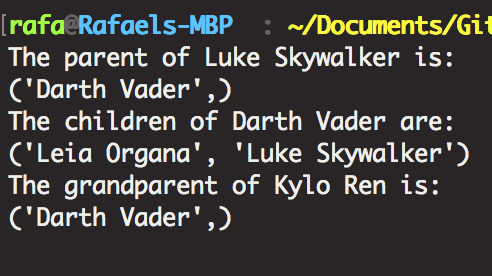 [rafa@Rafaels-MBP : ~/Documents/Git
The parent of Luke Skywalker is:
('Darth Vader',)
The children of Darth Vader are:
('Leia Organa', 'Luke Skywalker')
The grandparent of Kylo Ren is:
('Darth Vader',)